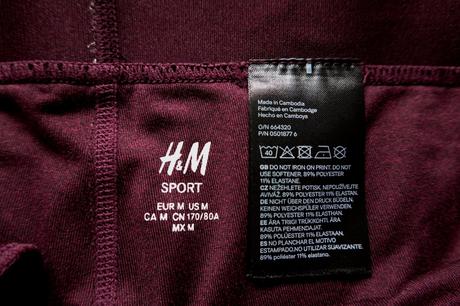 H&M
SPORT
EUR M US M
CA M CN 170/80A
MX M
Made in Cambodia
Fabriqué en Cambodge
Hecho en Camboya
O/N 664320
P/N 0501877 6
40
GB DO NOT IRON ON PRINT. DO NOT
USE SOFTENER. 89% POLYESTER
11% ELASTANE.
CZ NEŽEHLETE POTISK. NEPOUŽÍVEJTE
AVIVÁŽ. 89% POLYESTER 11% ELASTANE
DE NICHT ÜBER DEN DRUCK BÜGELN.
KEINEN WEICHSPÜLER VERWENDEN.
89% POLYESTER 11% ELASTAN
EE ÄRA TRIIGI TRÜKKKOHTI. ÄRA
KASUTA PEHMENDAJAT.
89% POLÜESTER 11% ELASTAAN
ES NO PLANCHAR EL MOTIVO
ESTAMPADO.NO UTILIZAR SUAVIZANTE.
89% poliéster 11% elastano